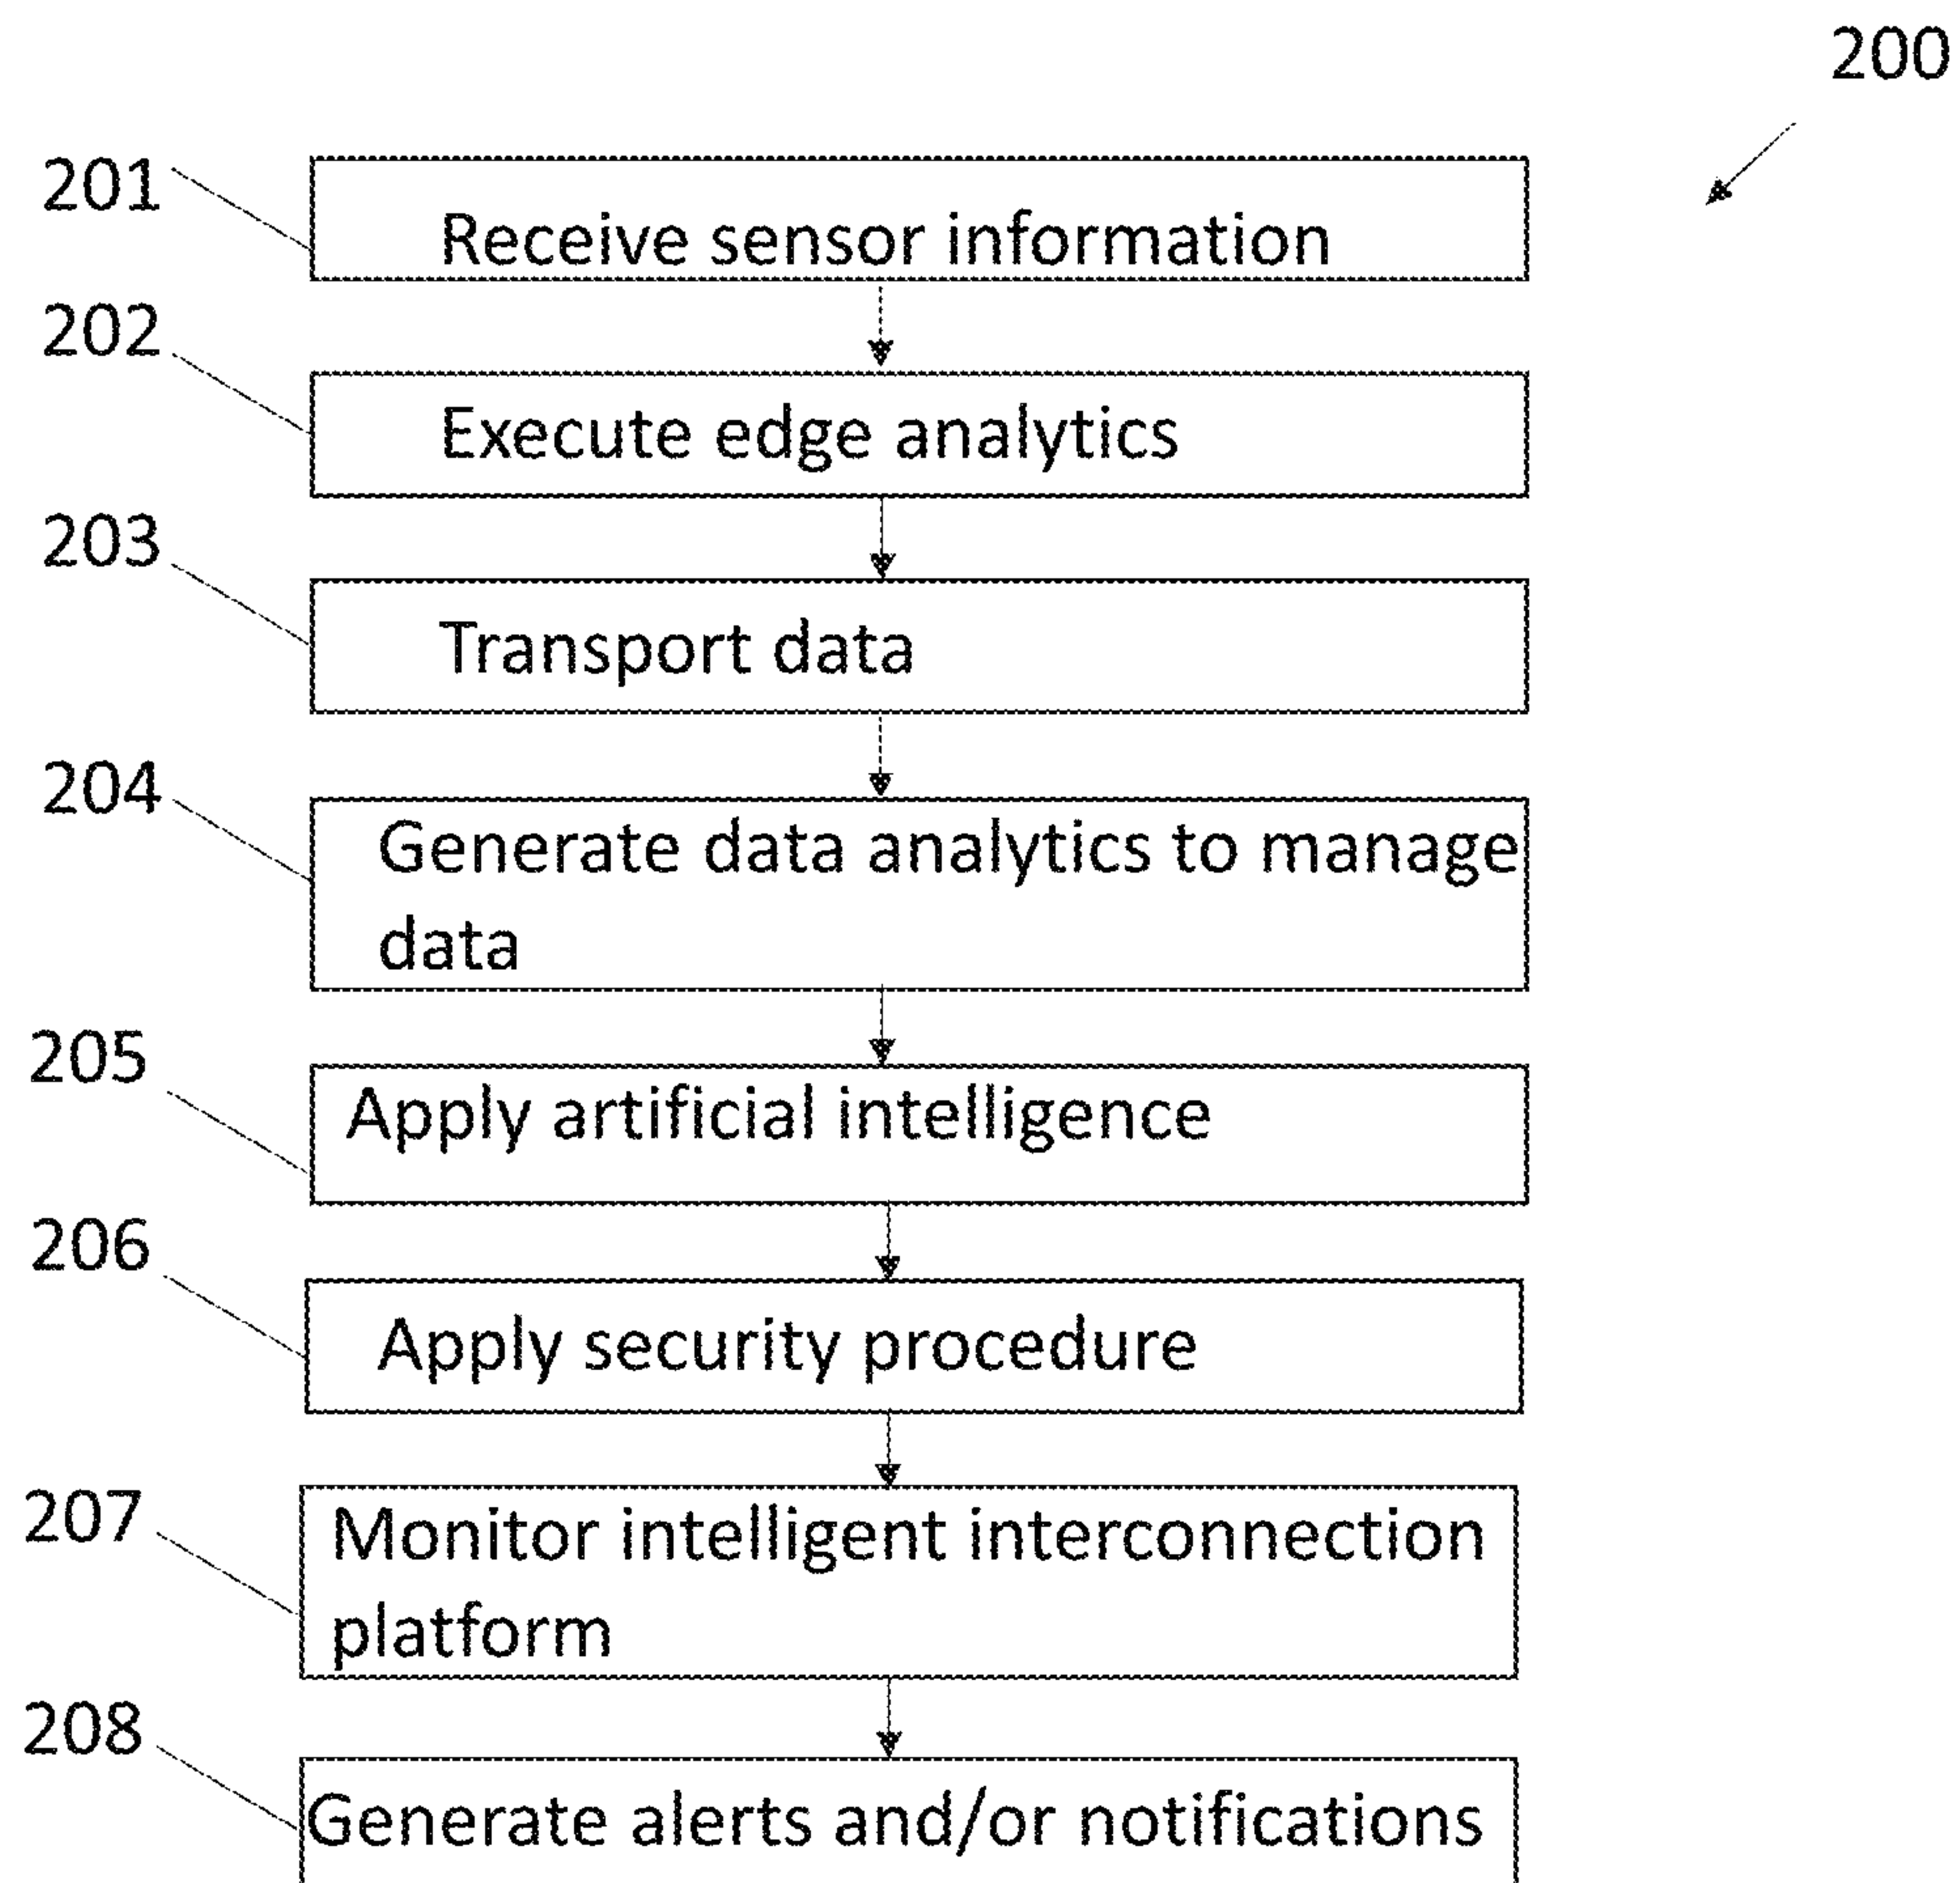 200
201
Receive sensor information
202
Execute edge analytics
203
Transport data
204
Generate data analytics to manage
data
205
Apply artificial intelligence
206
Apply security procedure
207
Monitor intelligent interconnection
platform
208
Generate alerts and/or notifications